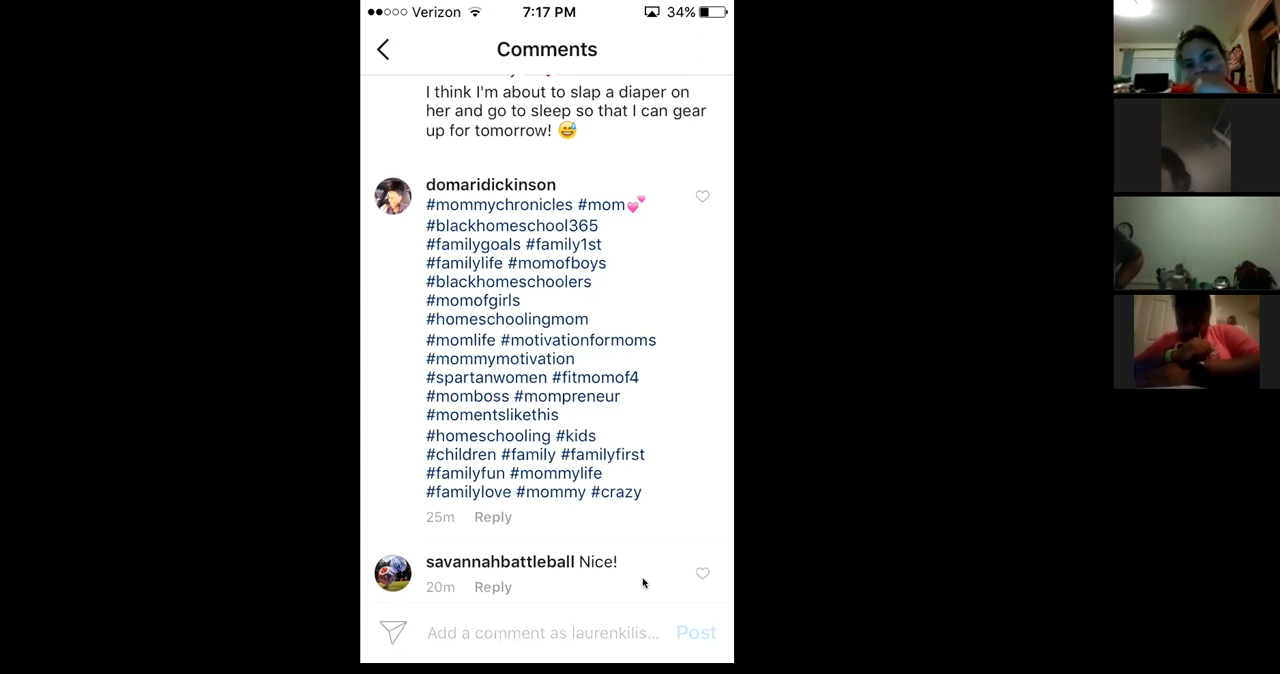 Verizon 7:17 PM 34%
Comments
I think I'm about to slap a diaper on
her and go to sleep so that I can gear
up for tomorrow! 😅
domaridickinson
#mommychronicles #mom💕
#blackhomeschool365
#familygoals #family1st
#familylife #momofboys
#blackhomeschoolers
#momofgirls
#homeschoolingmom
#momlife #motivationformoms
#mommymotivation
#spartanwomen #fitmomof4
#momboss #mompreneur
#momentslikethis
#homeschooling #kids
#children #family #familyfirst
#familyfun #mommylife
#familylove #mommy #crazy
25m Reply
savannahbattleball Nice!
20m Reply
Add a comment as laurenkilis... Post